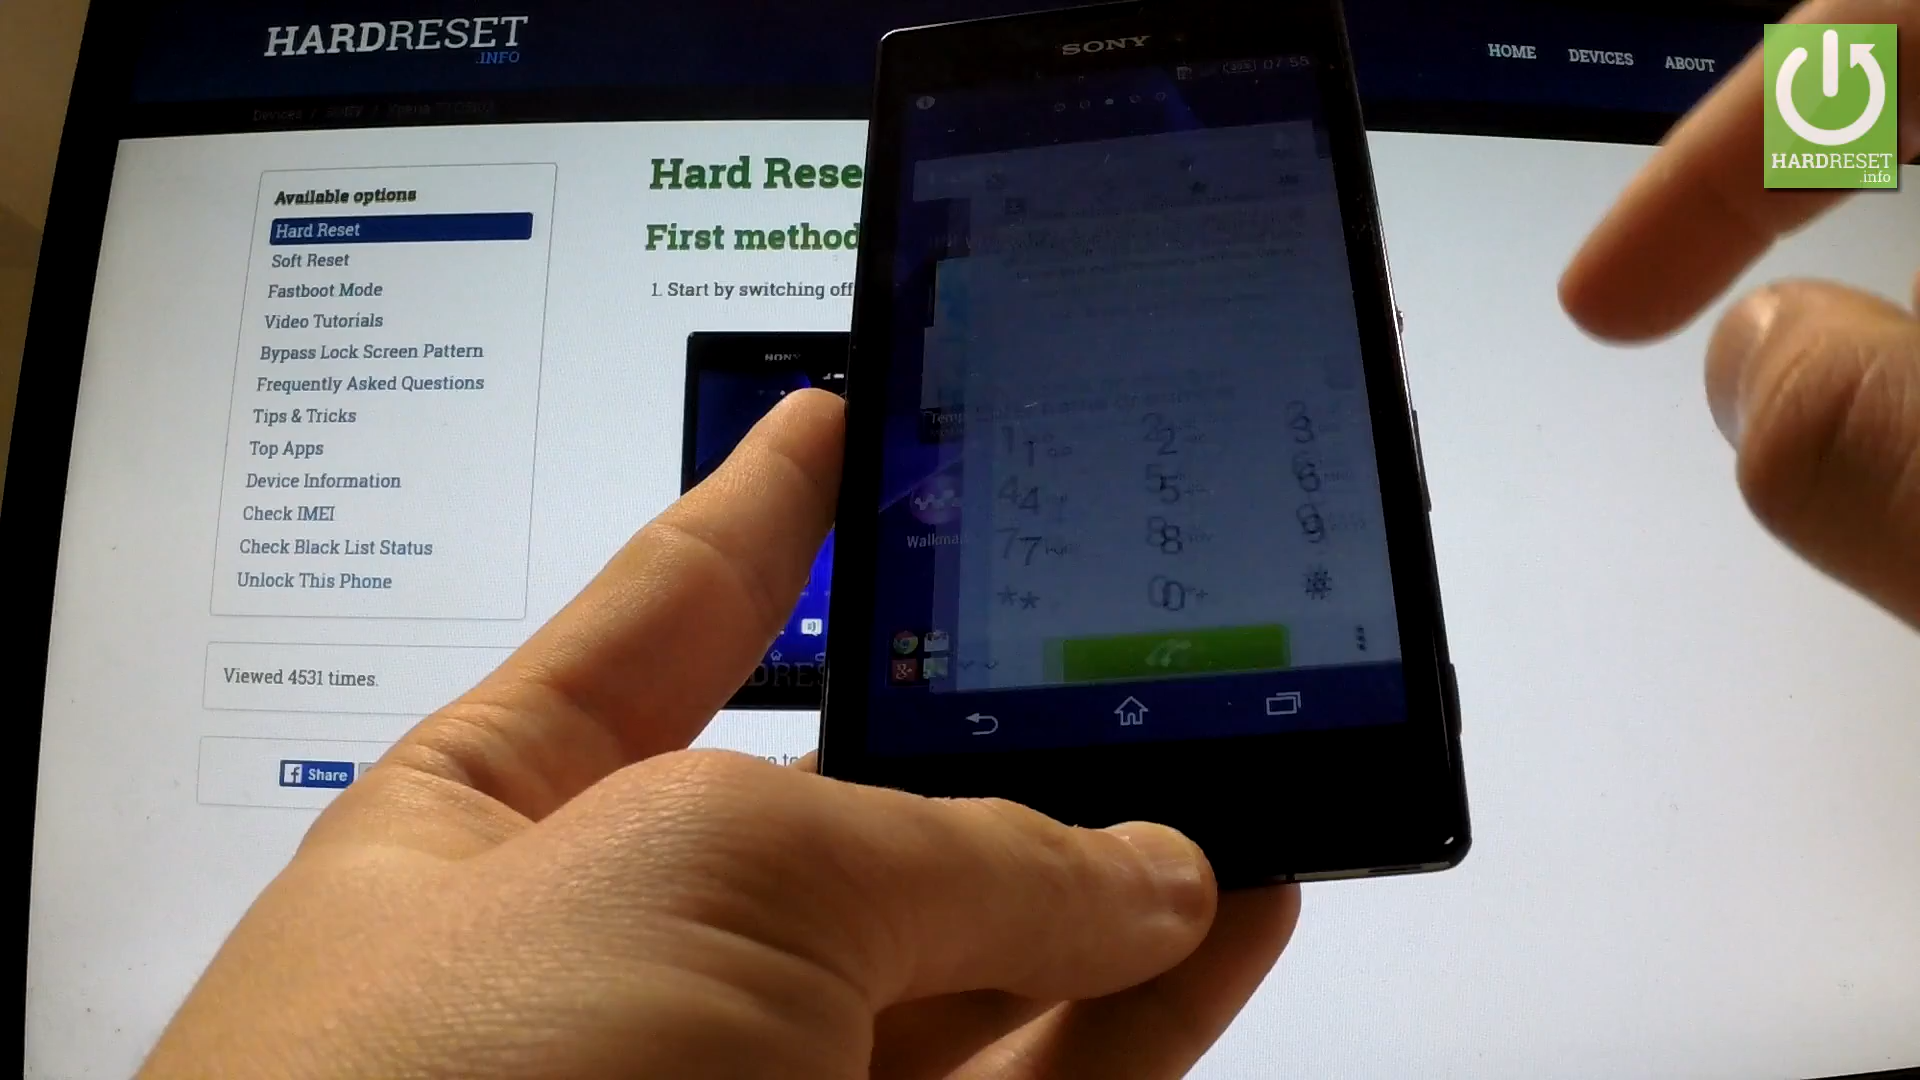 HARDRESET
.INFO
HOME
DEVICES
ABOUT
HARDRESET
.info
Devices / SONY /
Available options
Hard Reset
Soft Reset
Fastboot Mode
Video Tutorials
Bypass Lock Screen Pattern
Frequently Asked Questions
Tips & Tricks
Top Apps
Device Information
Check IMEI
Check Black List Status
Unlock This Phone
Viewed 4531 times.
Share
Hard Rese
First method
1. Start by switching off
SONY
SONY
07:55
1 2 3
4 5 6
7 8 9
* 0 + #